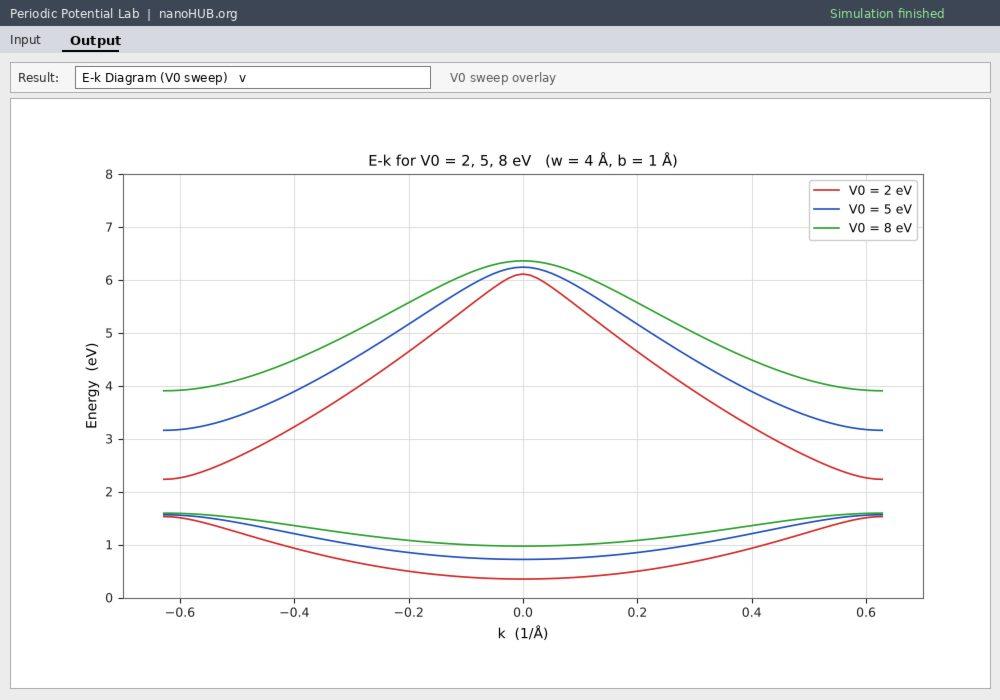 Periodic Potential Lab | nanoHUB.org
Simulation finished
Input
Output
Result:
E-k Diagram (V0 sweep) v
V0 sweep overlay
E-k for V0 = 2, 5, 8 eV (w = 4 Å, b = 1 Å)
V0 = 2 eV
V0 = 5 eV
V0 = 8 eV
8
7
6
5
4
3
2
1
0
Energy (eV)
−0.6
−0.4
−0.2
0.0
0.2
0.4
0.6
k (1/Å)